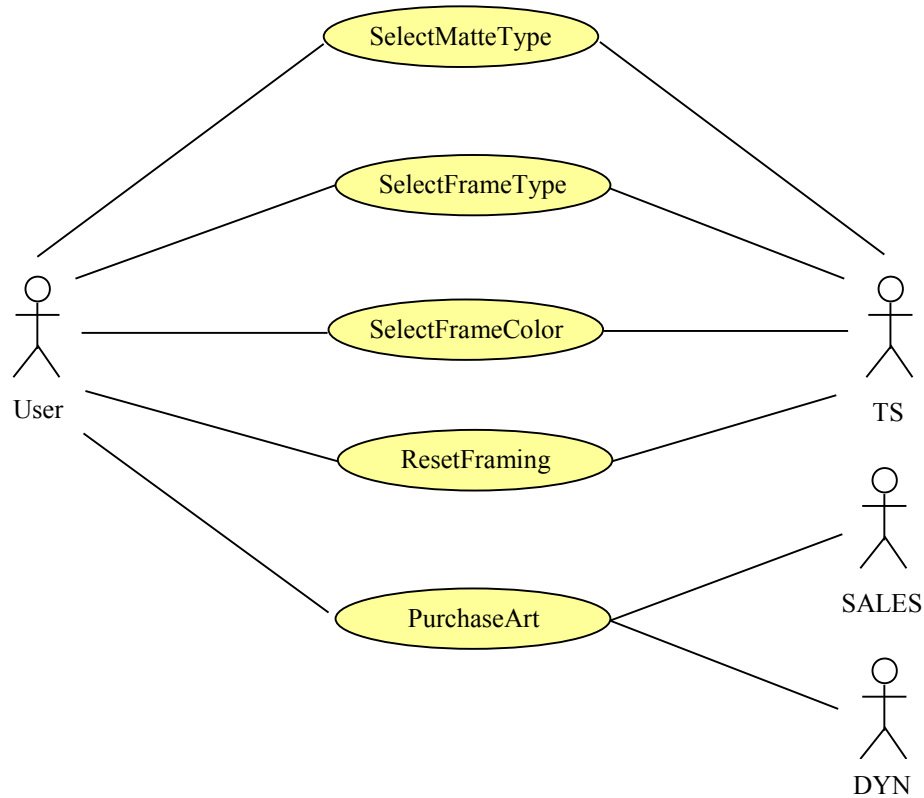 SelectMatteType
SelectFrameType
SelectFrameColor
User
TS
ResetFraming
SALES
PurchaseArt
DYN